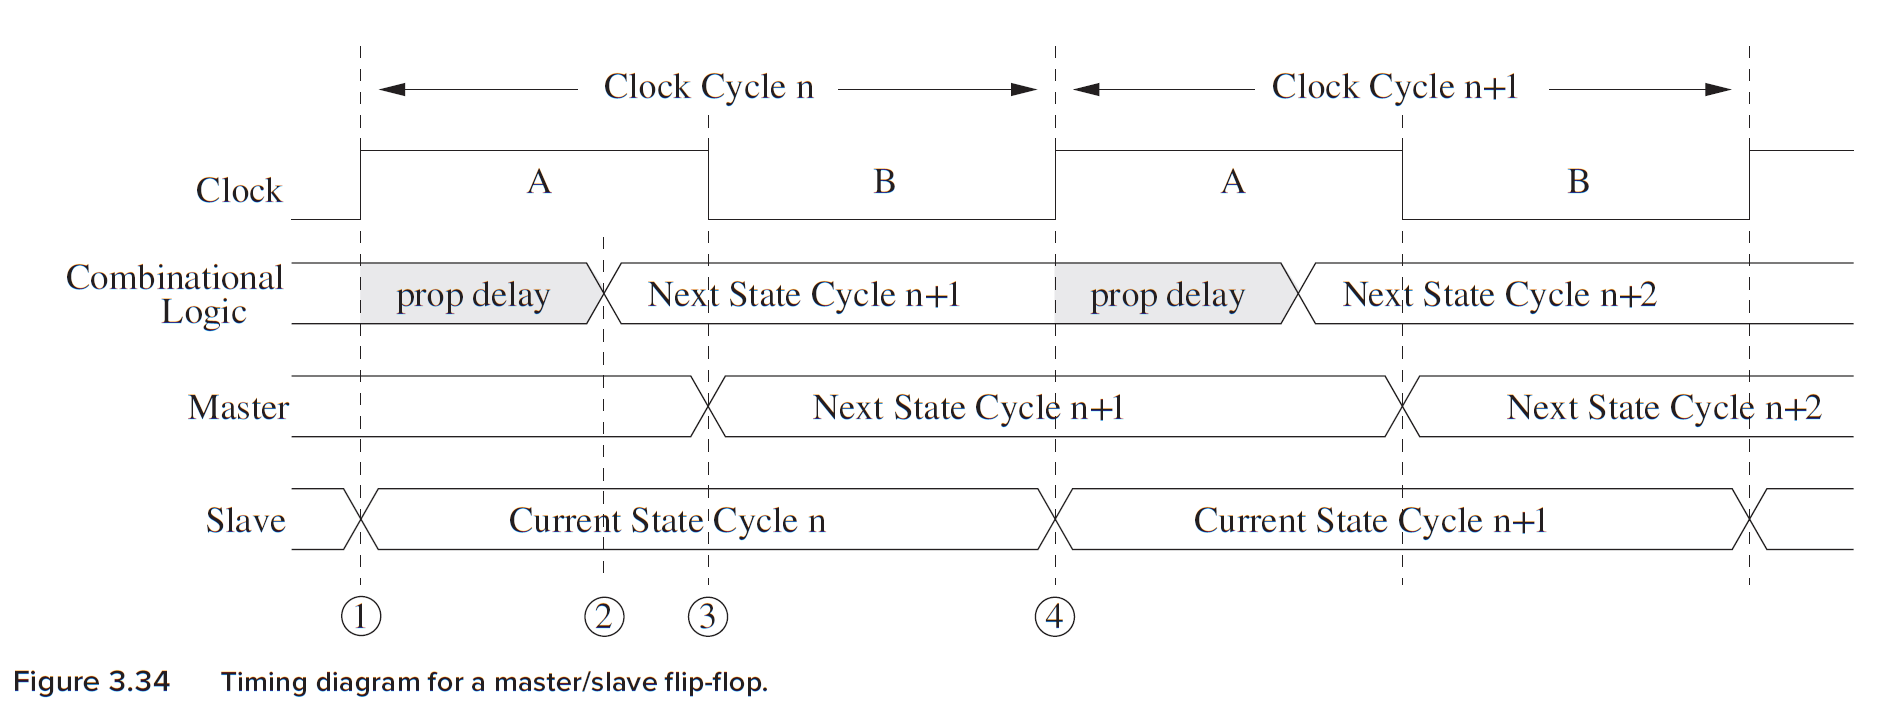 Clock Cycle n Clock Cycle n+1
Clock A B A B
Combinational
Logic
prop delay Next State Cycle n+1 prop delay Next State Cycle n+2
Master Next State Cycle n+1 Next State Cycle n+2
Slave Current State Cycle n Current State Cycle n+1
1 2 3 4
Figure 3.34 Timing diagram for a master/slave flip-flop.